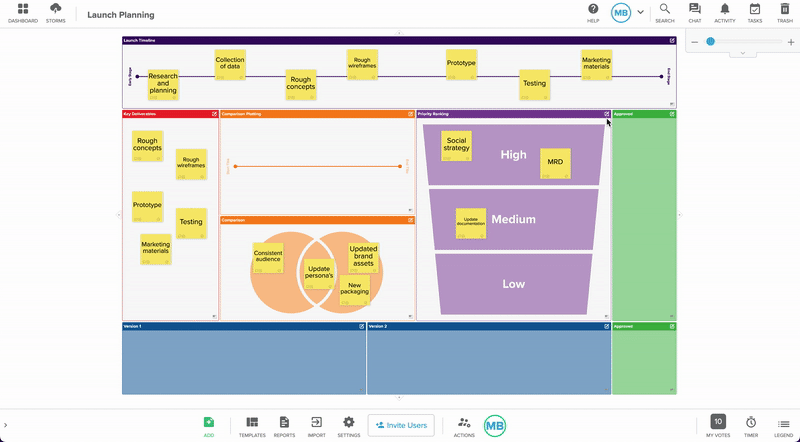 DASHBOARD
STORMS
Launch Planning
HELP
MB
SEARCH
CHAT
ACTIVITY
TASKS
TRASH
Launch Timeline
Early Stage
Research
and
planning
Collection
of data
Rough
concepts
Rough
wireframes
Prototype
Testing
Marketing
materials
End Stage
Key Deliverables
Rough
concepts
Rough
wireframes
Prototype
Testing
Marketing
materials
Comparison Plotting
Comparison
Consistent
audience
Update
persona's
Updated
brand
assets
New
packaging
Priority Ranking
Social
strategy
High
MRD
Update
documentation
Medium
Low
Approved
Version 1
Version 2
Approved
ADD
TEMPLATES
REPORTS
IMPORT
SETTINGS
Invite Users
ACTIONS
MB
10
MY VOTES
TIMER
LEGEND